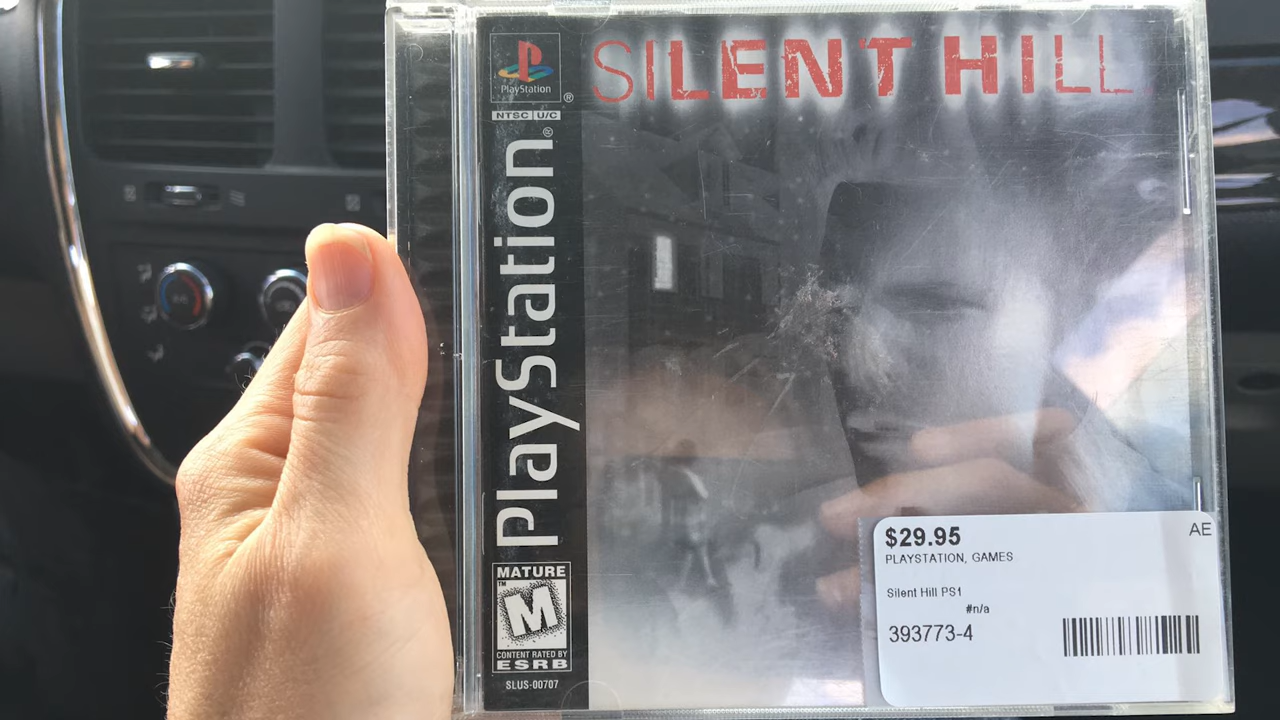 SILENT HILL
PlayStation
®
NTSC U/C
PlayStation®
MATURE
TM
M
CONTENT RATED BY
ESRB
SLUS-00707
$29.95
AE
PLAYSTATION, GAMES
Silent Hill PS1
#n/a
393773-4